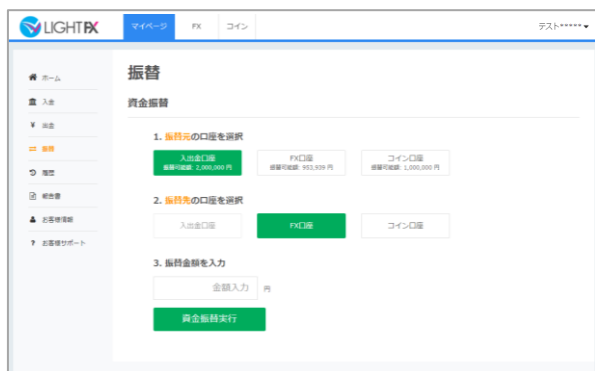 LIGHT FX
マイページ FX コイン
テスト*****
ホーム
入金
出金
振替
履歴
報告書
お客様情報
お客様サポート
振替
資金振替
1. 振替元の口座を選択
入出金口座 FX口座 コイン口座
振替可能額: 2,000,000 円 振替可能額: 953,939 円 振替可能額: 1,000,000 円
2. 振替先の口座を選択
入出金口座 FX口座 コイン口座
3. 振替金額を入力
金額入力 円
資金振替実行